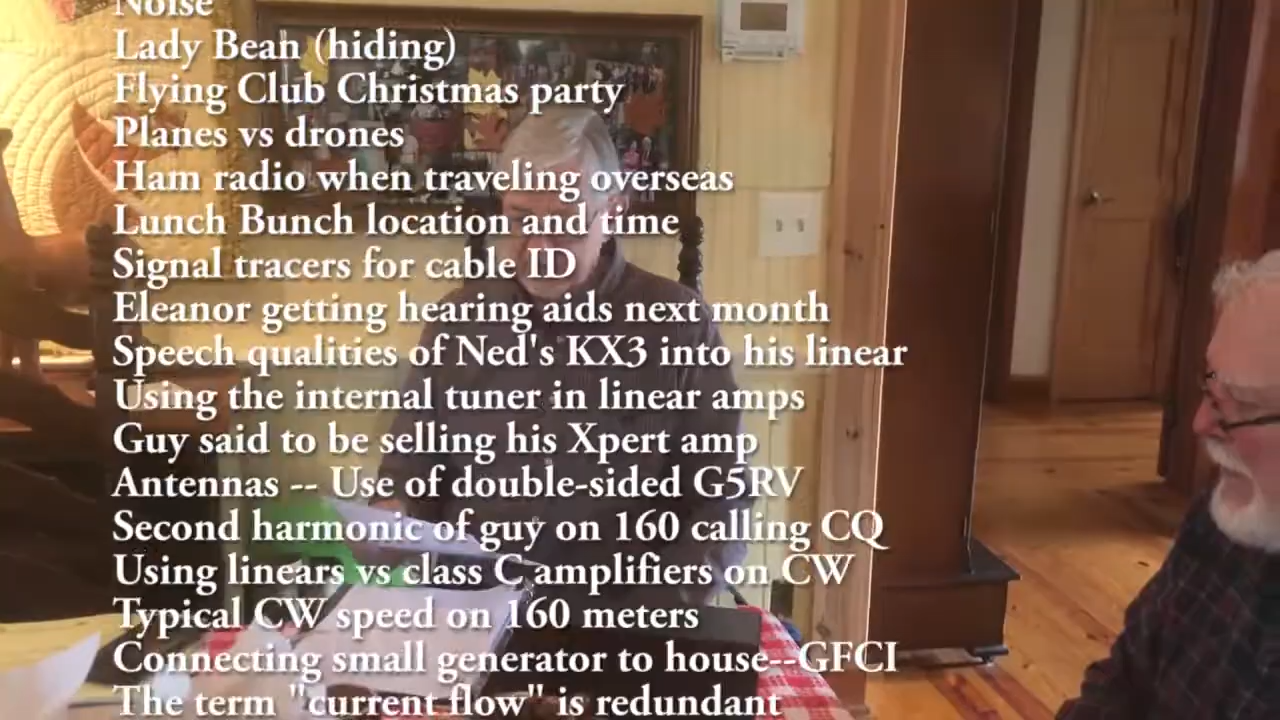 Noise
Lady Bean (hiding)
Flying Club Christmas party
Planes vs drones
Ham radio when traveling overseas
Lunch Bunch location and time
Signal tracers for cable ID
Eleanor getting hearing aids next month
Speech qualities of Ned's KX3 into his linear
Using the internal tuner in linear amps
Guy said to be selling his Xpert amp
Antennas -- Use of double-sided G5RV
Second harmonic of guy on 160 calling CQ
Using linears vs class C amplifiers on CW
Typical CW speed on 160 meters
Connecting small generator to house--GFCI
The term "current flow" is redundant